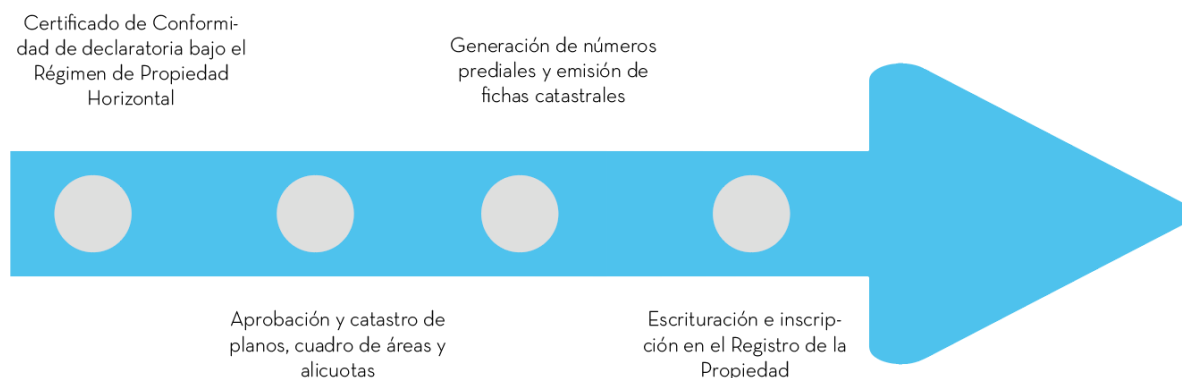 Certificado de Conformi-
dad de declaratoria bajo el
Régimen de Propiedad
Horizontal
Aprobación y catastro de
planos, cuadro de áreas y
alicuotas
Generación de números
prediales y emisión de
fichas catastrales
Escrituración e inscrip-
ción en el Registro de la
Propiedad